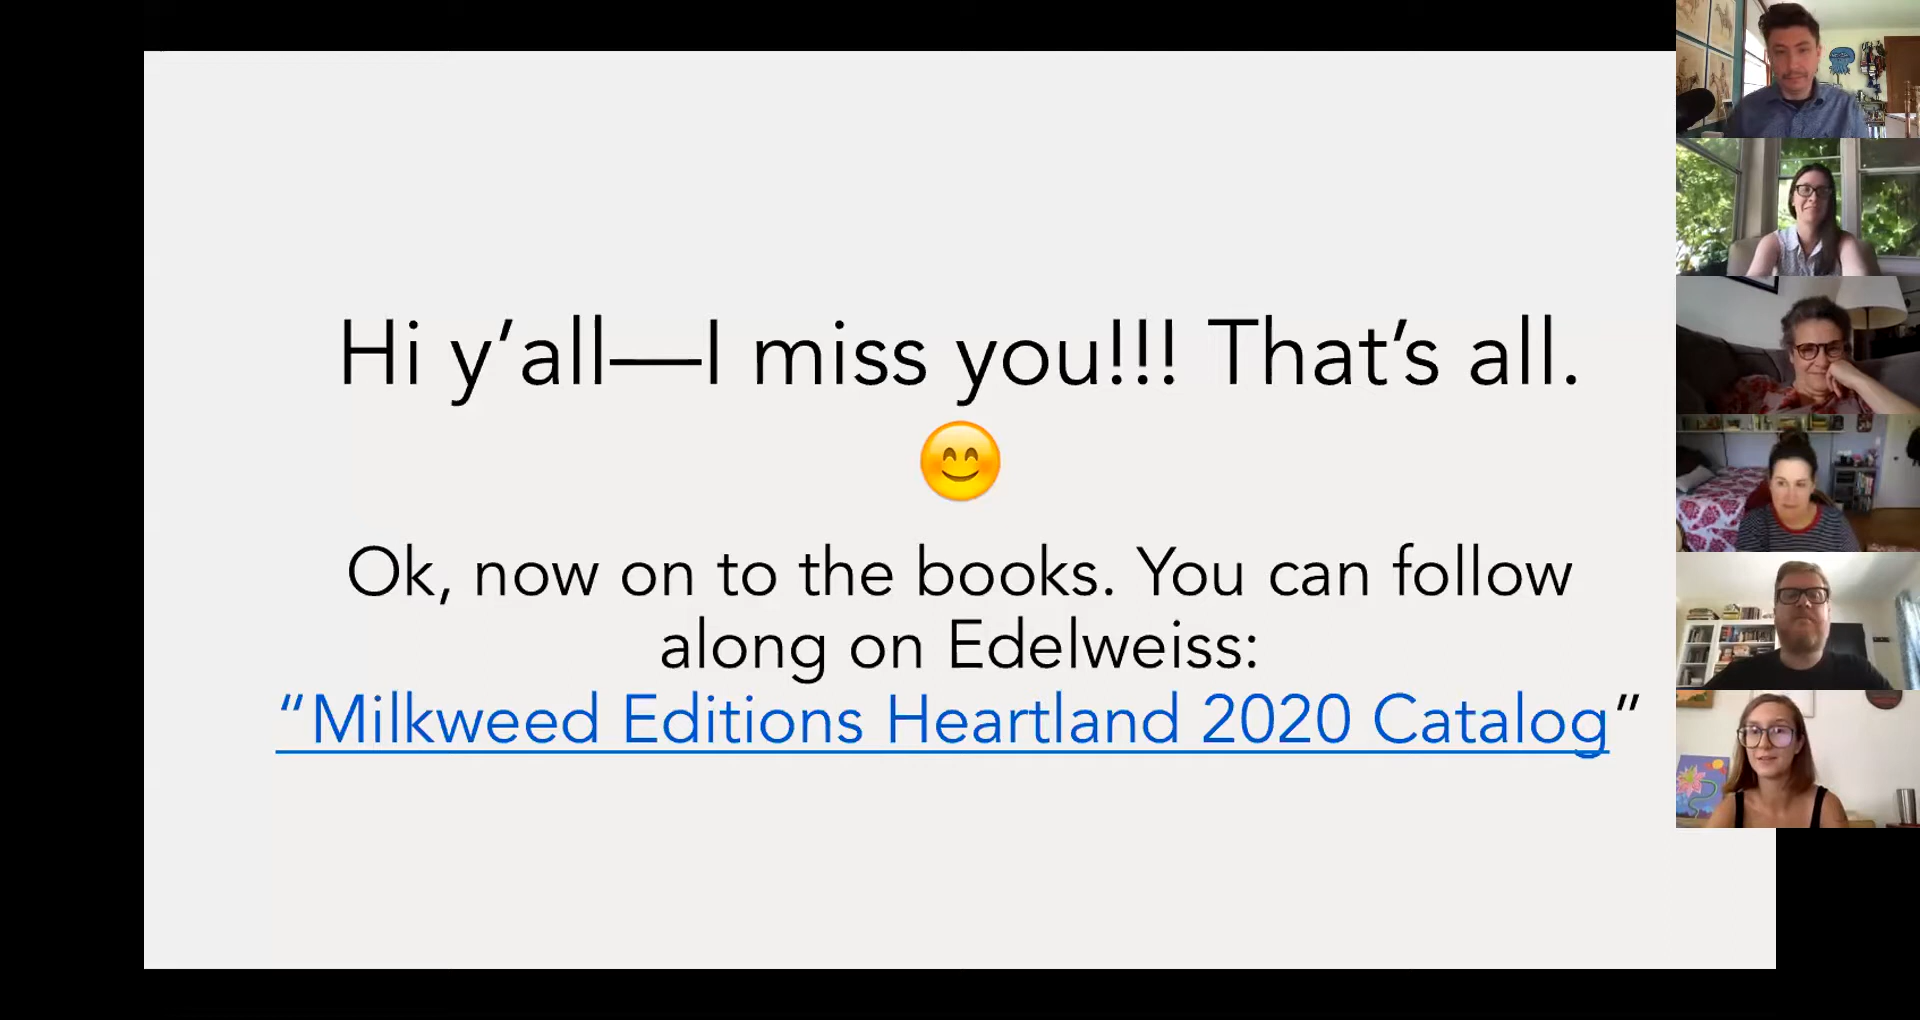 Hi y’all—I miss you!!! That’s all.
😊
Ok, now on to the books. You can follow
along on Edelweiss:
“Milkweed Editions Heartland 2020 Catalog”